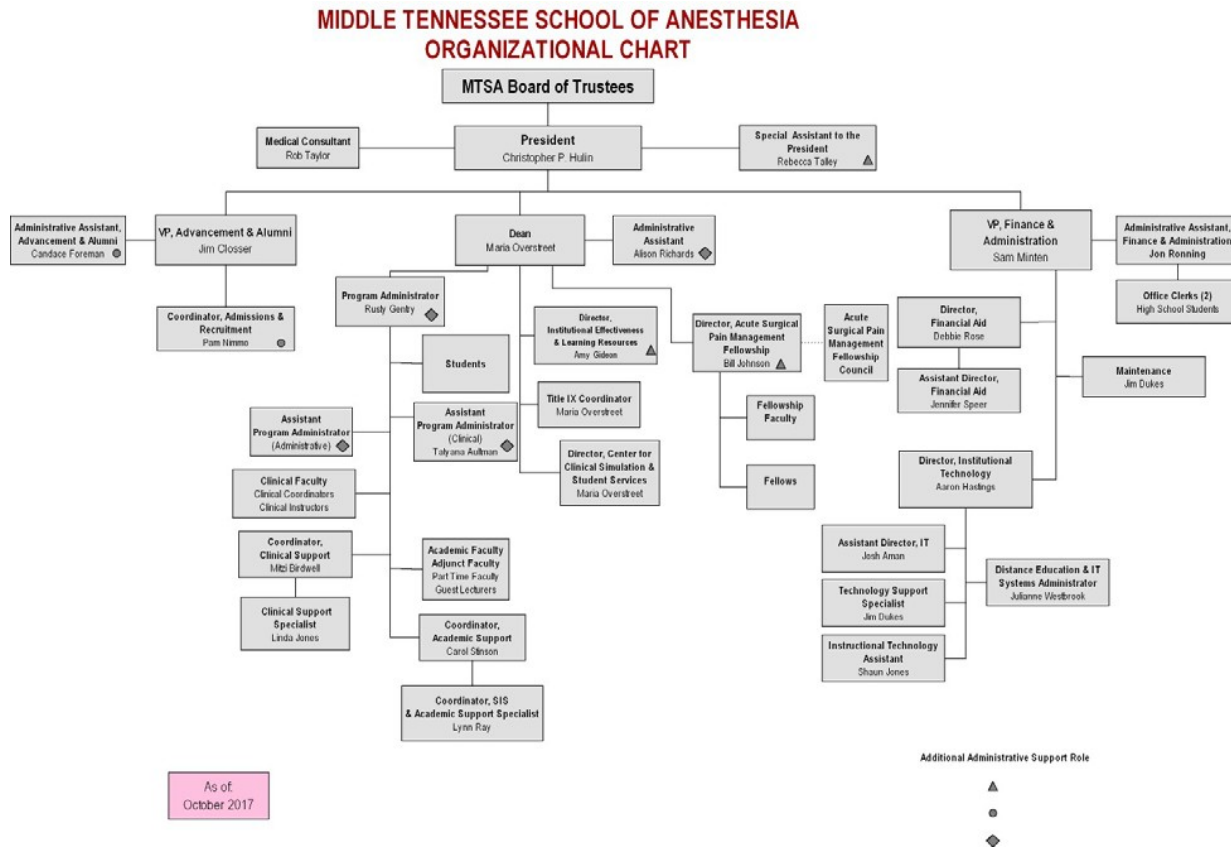 MIDDLE TENNESSEE SCHOOL OF ANESTHESIA
ORGANIZATIONAL CHART
MTSA Board of Trustees
Medical Consultant
Rob Taylor
President
Christopher P. Hulin
Special Assistant to the
President
Rebecca Talley
Administrative Assistant,
Advancement & Alumni
Candace Foreman
VP, Advancement & Alumni
Jim Closser
Dean
Maria Overstreet
Administrative
Assistant
Alison Richards
VP, Finance &
Administration
Sam Minten
Administrative Assistant,
Finance & Administration
Jon Ronning
Office Clerks (2)
High School Students
Coordinator, Admissions &
Recruitment
Pam Nimmo
Program Administrator
Rusty Gentry
Students
Director,
Institutional Effectiveness
& Learning Resources
Amy Gideon
Director, Acute Surgical
Pain Management
Fellowship
Bill Johnson
Acute
Surgical Pain
Management
Fellowship
Council
Director,
Financial Aid
Debbie Rose
Assistant Director,
Financial Aid
Jennifer Speer
Maintenance
Jim Dukes
Assistant
Program Administrator
(Administrative)
Assistant
Program Administrator
(Clinical)
Tatyana Aultman
Title IX Coordinator
Maria Overstreet
Fellowship
Faculty
Director, Center for
Clinical Simulation &
Student Services
Maria Overstreet
Fellows
Director, Institutional
Technology
Aaron Hastings
Clinical Faculty
Clinical Coordinators
Clinical Instructors
Coordinator,
Clinical Support
Mitzi Birdwell
Academic Faculty
Adjunct Faculty
Part Time Faculty
Guest Lecturers
Assistant Director, IT
Josh Aman
Distance Education & IT
Systems Administrator
Julianne Westbrook
Technology Support
Specialist
Jim Dukes
Clinical Support
Specialist
Linda Jones
Coordinator,
Academic Support
Carol Stinson
Instructional Technology
Assistant
Shaun Jones
Coordinator, SIS
& Academic Support Specialist
Lynn Ray
Additional Administrative Support Role
As of:
October 2017